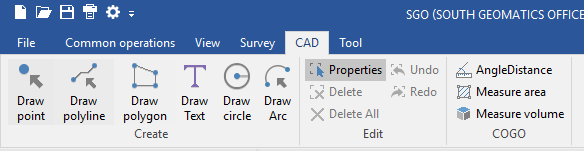 SGO (SOUTH GEOMATICS OFFICE
File Common operations View Survey CAD Tool
Draw point
Draw polyline
Draw polygon
Draw Text
Draw circle
Draw Arc
Create
Properties
Undo
Delete
Redo
Delete All
Edit
AngleDistance
Measure area
Measure volume
COGO